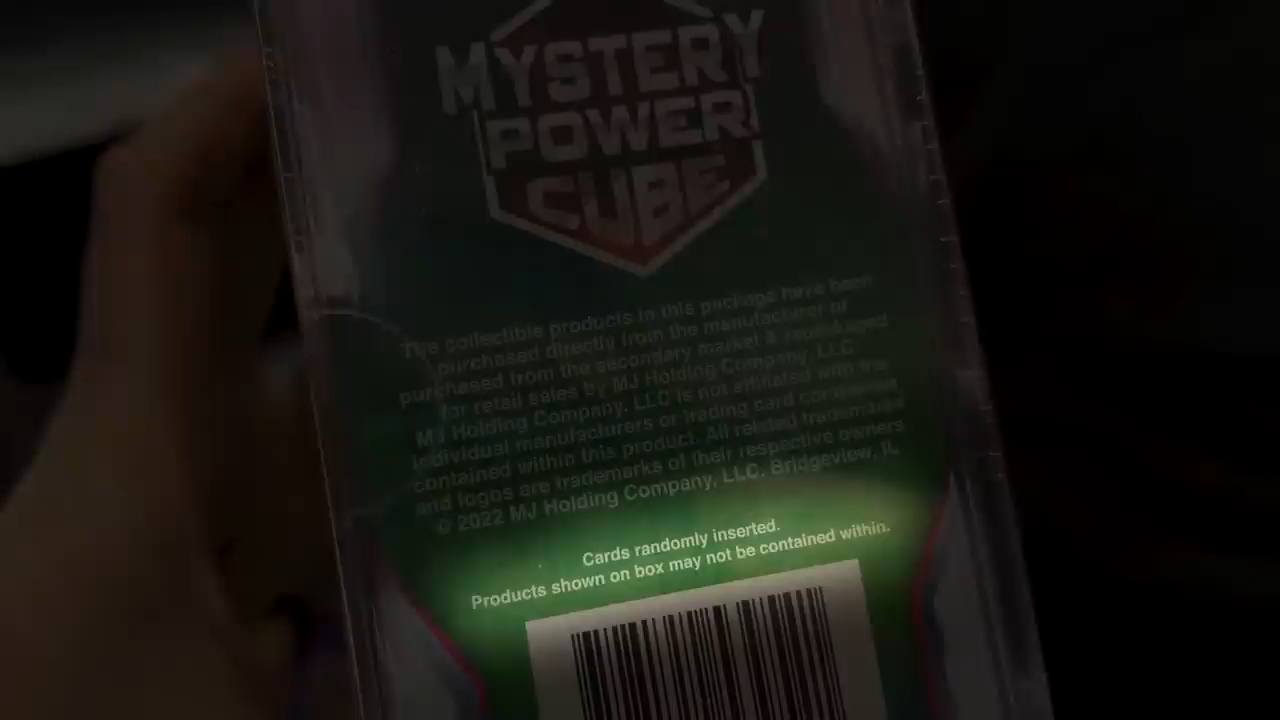 MYSTERY
POWER
CUBE
The collectible products in this package have been
purchased directly from the manufacturer or
purchased from the secondary market & repackaged
for retail sales by MJ Holding Company, LLC
MJ Holding Company, LLC is not affiliated with the
individual manufacturers or trading card companies
contained within this product. All related trademarks
and logos are trademarks of their respective owners
© 2022 MJ Holding Company, LLC. Bridgeview, IL
Cards randomly inserted.
Products shown on box may not be contained within.